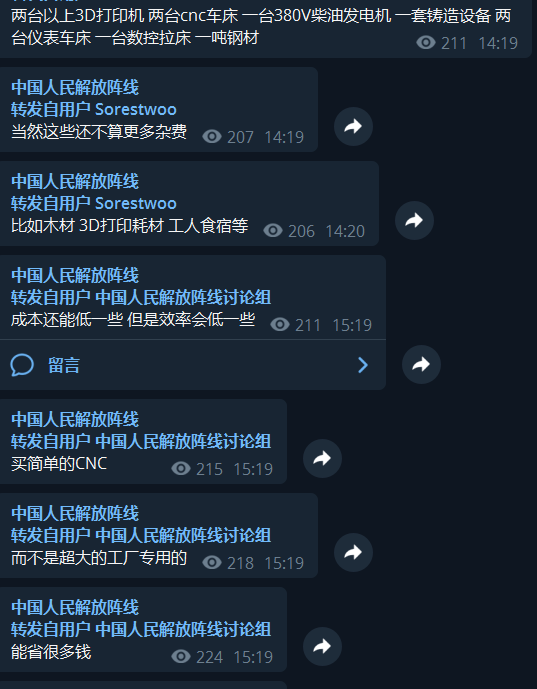 两台以上3D打印机 两台cnc车床 一台380V柴油发电机 一套铸造设备 两
台仪表车床 一台数控拉床 一吨钢材
211 14:19
中国人民解放阵线
转发自用户 Sorestwoo
当然这些还不算更多杂费 207 14:19
中国人民解放阵线
转发自用户 Sorestwoo
比如木材 3D打印耗材 工人食宿等 206 14:20
中国人民解放阵线
转发自用户 中国人民解放阵线讨论组
成本还能低一些 但是效率会低一些 211 15:19
留言
中国人民解放阵线
转发自用户 中国人民解放阵线讨论组
买简单的CNC 215 15:19
中国人民解放阵线
转发自用户 中国人民解放阵线讨论组
而不是超大的工厂专用的 218 15:19
中国人民解放阵线
转发自用户 中国人民解放阵线讨论组
能省很多钱 224 15:19